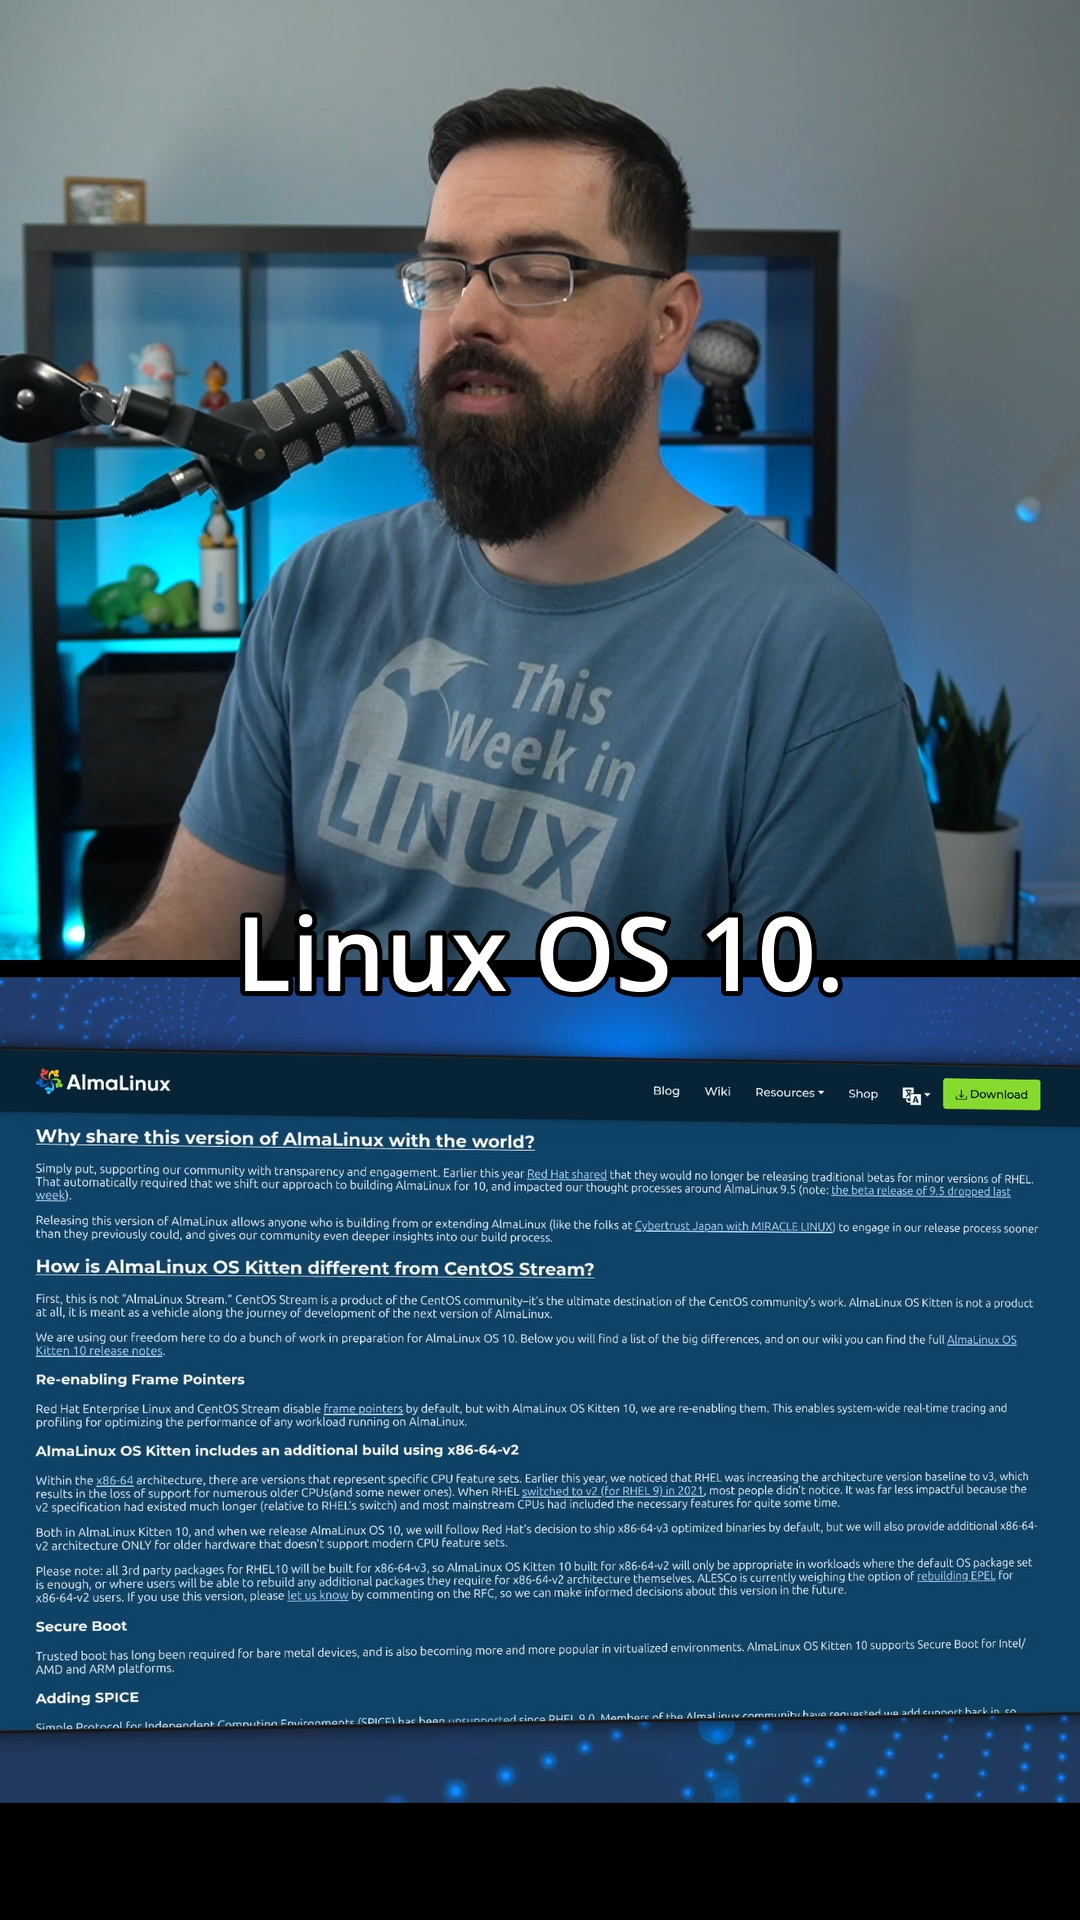 RODE
This
Week in
LINUX
Linux OS 10.
AlmaLinux
Blog Wiki Resources Shop Download
Why share this version of AlmaLinux with the world?
Simply put, supporting our community with transparency and engagement. Earlier this year Red Hat shared that they would no longer be releasing traditional betas for minor versions of RHEL.
That automatically required that we shift our approach to building AlmaLinux for 10, and impacted our thought processes around AlmaLinux 9.5 (note: the beta release of 9.5 dropped last
week).
Releasing this version of AlmaLinux allows anyone who is building from or extending AlmaLinux (like the folks at Cybertrust Japan with MIRACLE LINUX) to engage in our release process sooner
than they previously could, and gives our community even deeper insights into our build process.
How is AlmaLinux OS Kitten different from CentOS Stream?
First, this is not "AlmaLinux Stream." CentOS Stream is a product of the CentOS community–it's the ultimate destination of the CentOS community's work. AlmaLinux OS Kitten is not a product
at all, it is meant as a vehicle along the journey of development of the next version of AlmaLinux.
We are using our freedom here to do a bunch of work in preparation for AlmaLinux OS 10. Below you will find a list of the big differences, and on our wiki you can find the full AlmaLinux OS
Kitten 10 release notes.
Re-enabling Frame Pointers
Red Hat Enterprise Linux and CentOS Stream disable frame pointers by default, but with AlmaLinux OS Kitten 10, we are re-enabling them. This enables system-wide real-time tracing and
profiling for optimizing the performance of any workload running on AlmaLinux.
AlmaLinux OS Kitten includes an additional build using x86-64-v2
Within the x86-64 architecture, there are versions that represent specific CPU feature sets. Earlier this year, we noticed that RHEL was increasing the architecture version baseline to v3, which
results in the loss of support for numerous older CPUs(and some newer ones). When RHEL switched to v2 (for RHEL 9) in 2021, most people didn't notice. It was far less impactful because the
v2 specification had existed much longer (relative to RHEL's switch) and most mainstream CPUs had included the necessary features for quite some time.
Both in AlmaLinux Kitten 10, and when we release AlmaLinux OS 10, we will follow Red Hat's decision to ship x86-64-v3 optimized binaries by default, but we will also provide additional x86-64-
v2 architecture ONLY for older hardware that doesn't support modern CPU feature sets.
Please note: all 3rd party packages for RHEL10 will be built for x86-64-v3, so AlmaLinux OS Kitten 10 built for x86-64-v2 will only be appropriate in workloads where the default OS package set
is enough, or where users will be able to rebuild any additional packages they require for x86-64-v2 architecture themselves. ALESCo is currently weighing the option of rebuilding EPEL for
x86-64-v2 users. If you use this version, please let us know by commenting on the RFC, so we can make informed decisions about this version in the future.
Secure Boot
Trusted boot has long been required for bare metal devices, and is also becoming more and more popular in virtualized environments. AlmaLinux OS Kitten 10 supports Secure Boot for Intel/
AMD and ARM platforms.
Adding SPICE
Simple Protocol for Independent Computing Environments (SPICE) has been unsupported since RHEL 9.0. Members of the AlmaLinux community have requested we add support back in, so